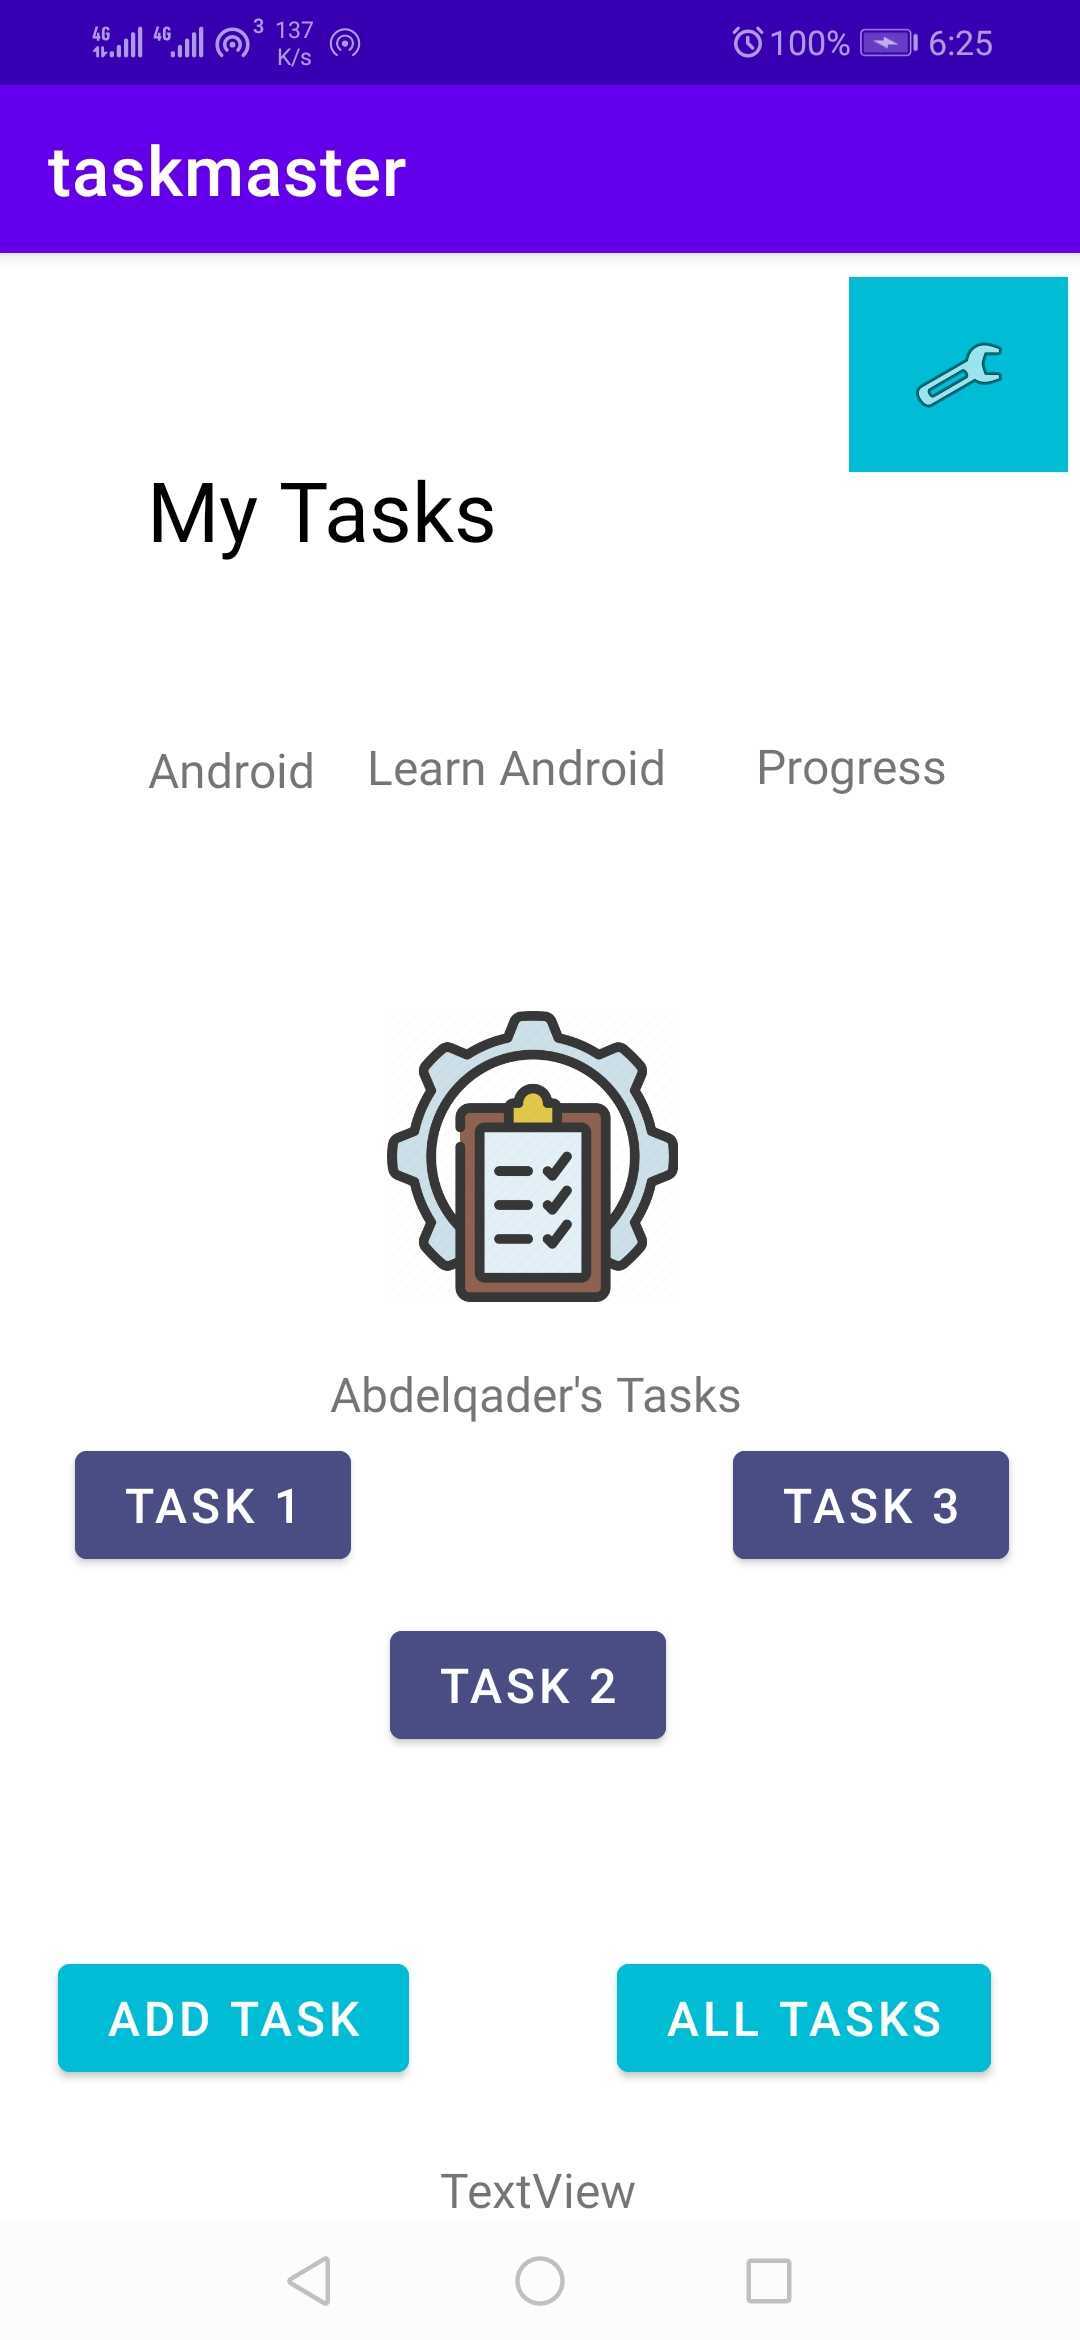 4G 4G 3 137 K/s 100% 6:25
taskmaster
My Tasks
Android Learn Android Progress
Abdelqader's Tasks
TASK 1 TASK 3
TASK 2
ADD TASK ALL TASKS
TextView